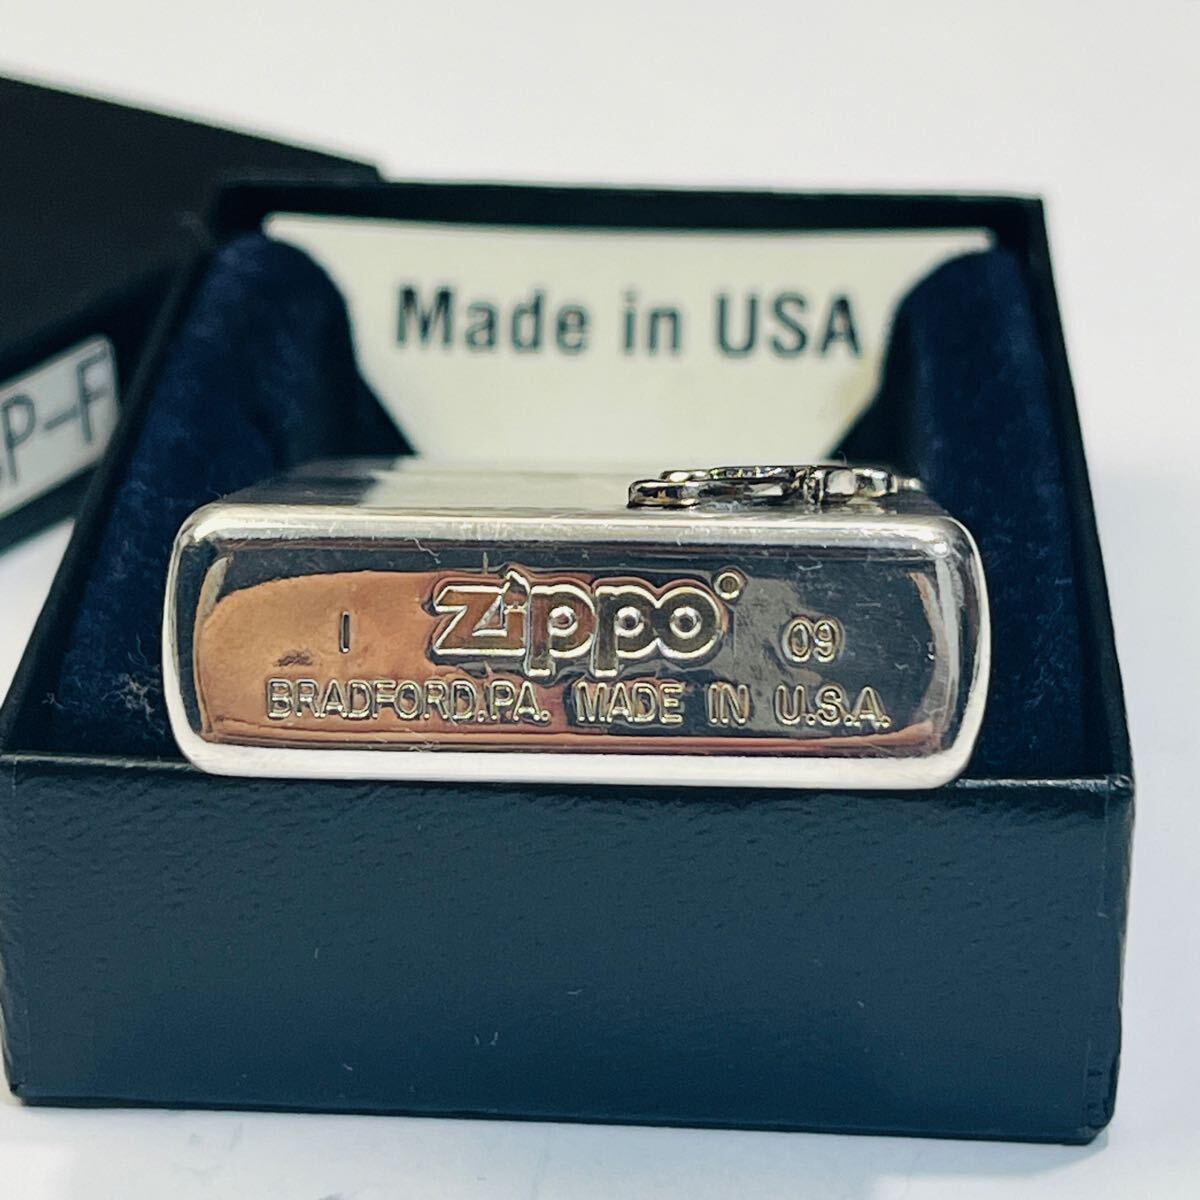 Made in USA
P-F
I zippo 09
BRADFORD,PA. MADE IN U.S.A.